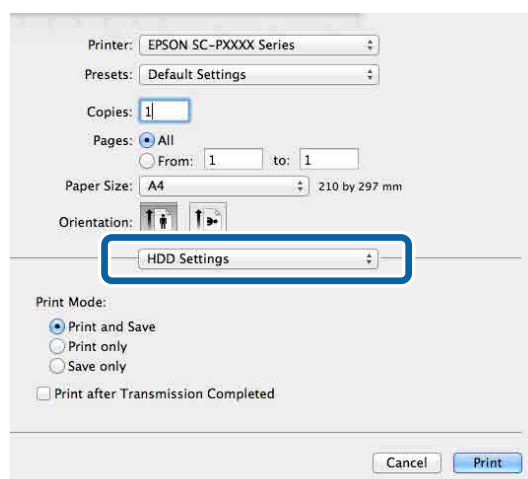 Printer: EPSON SC-PXXXX Series
Presets: Default Settings
Copies: 1
Pages: All
From: 1 to: 1
Paper Size: A4 210 by 297 mm
Orientation:
HDD Settings
Print Mode:
Print and Save
Print only
Save only
Print after Transmission Completed
Cancel Print